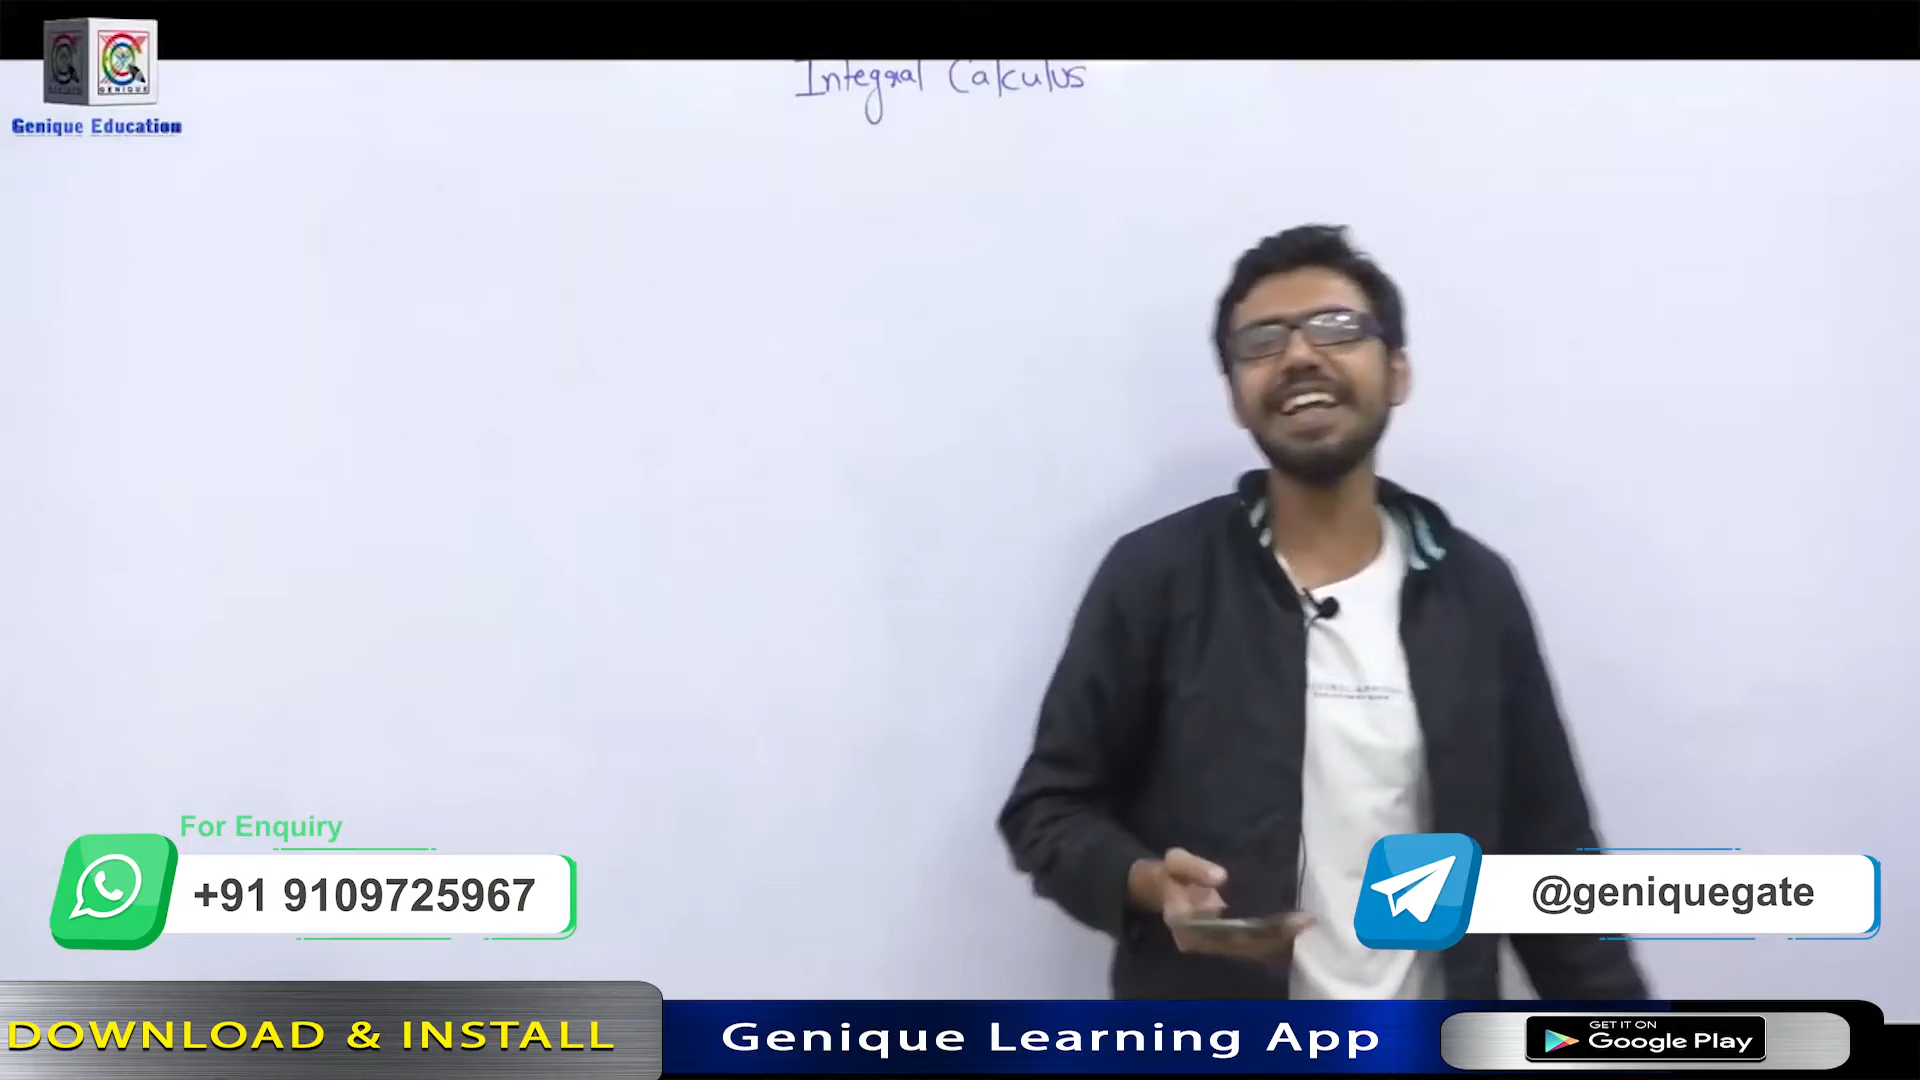 Integral Calculus
GENIQUE
Genique Education
For Enquiry
+91 9109725967
@geniquegate
DOWNLOAD & INSTALL
Genique Learning App
GET IT ON
Google Play